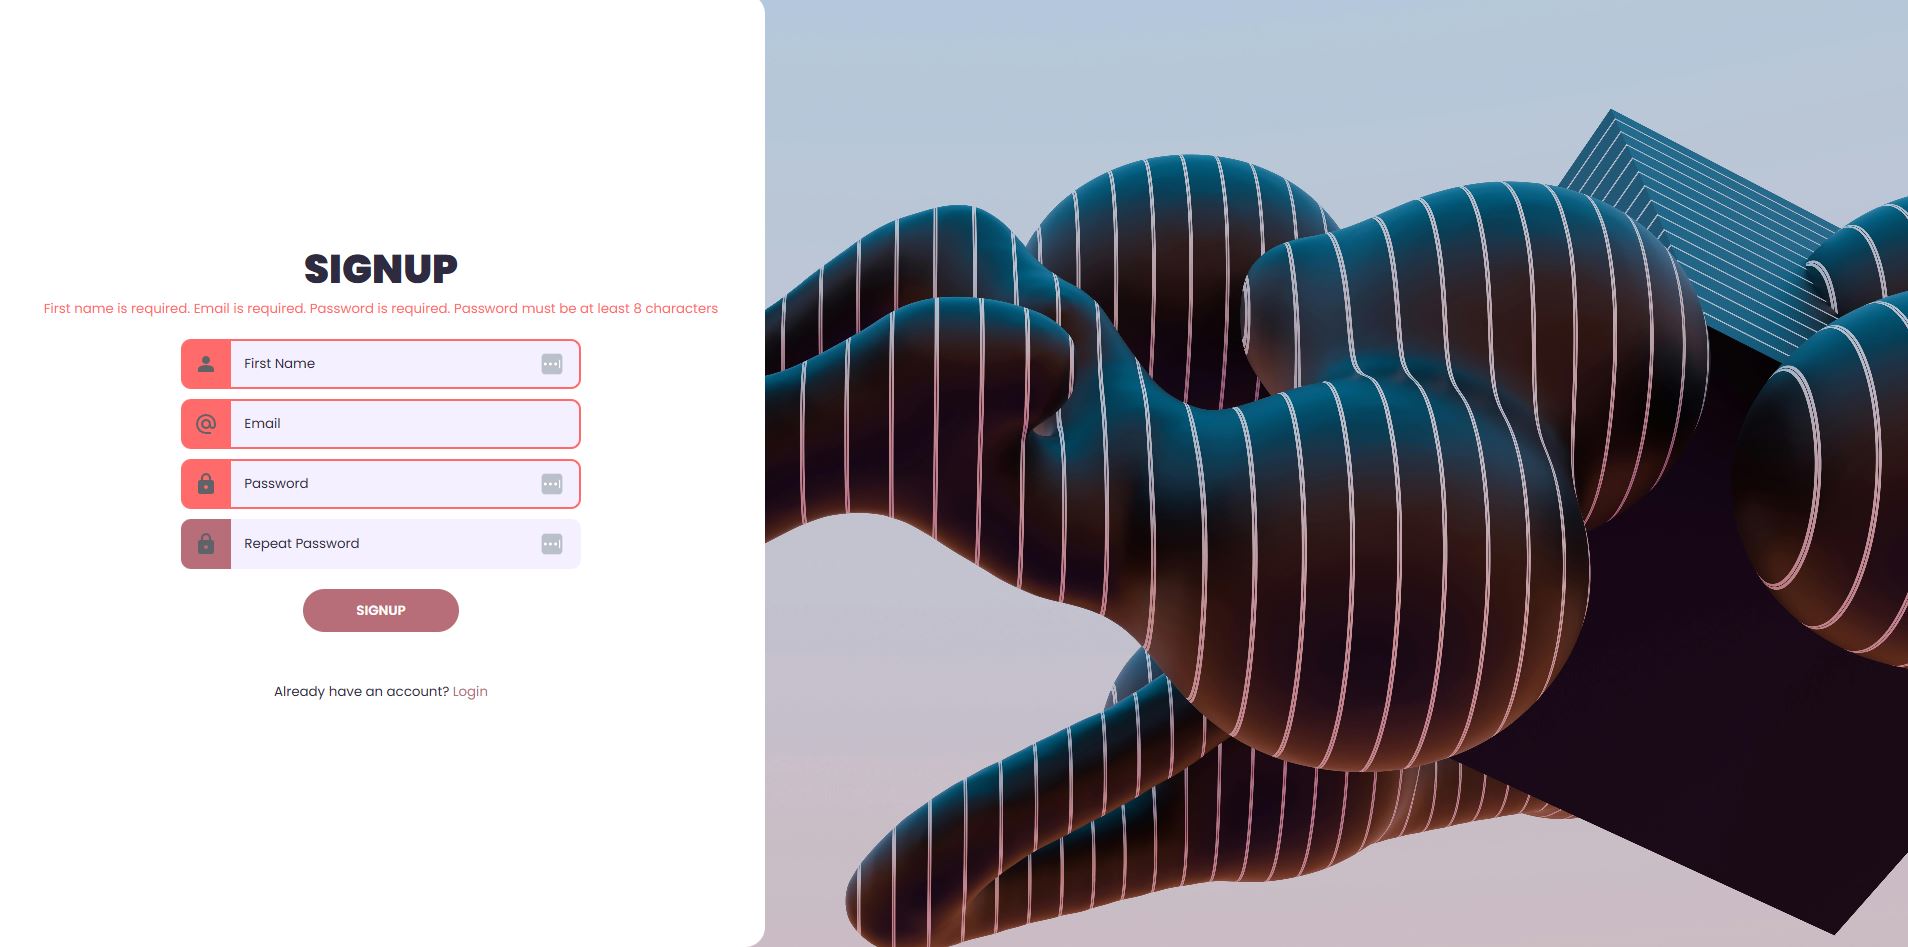 SIGNUP
First name is required. Email is required. Password is required. Password must be at least 8 characters
First Name
Email
Password
Repeat Password
SIGNUP
Already have an account? Login